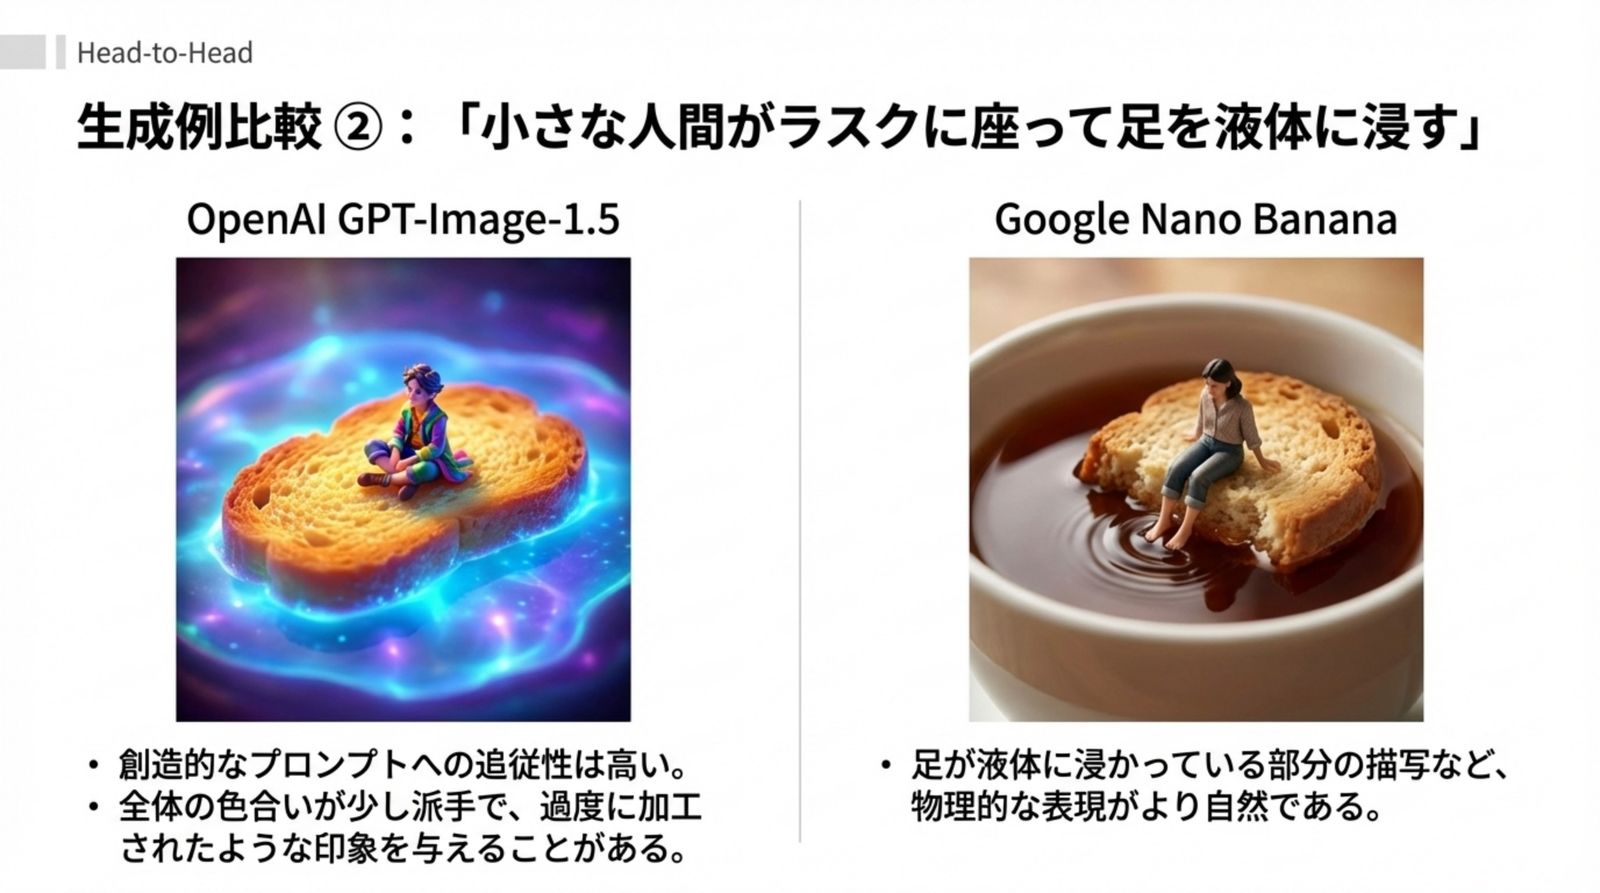 Head-to-Head
生成例比較②：「小さな人間がラスクに座って足を液体に浸す」
OpenAI GPT-Image-1.5
• 創造的なプロンプトへの追従性は高い。
• 全体の色合いが少し派手で、過度に加工
されたような印象を与えることがある。
Google Nano Banana
• 足が液体に浸かっている部分の描写など、
物理的な表現がより自然である。